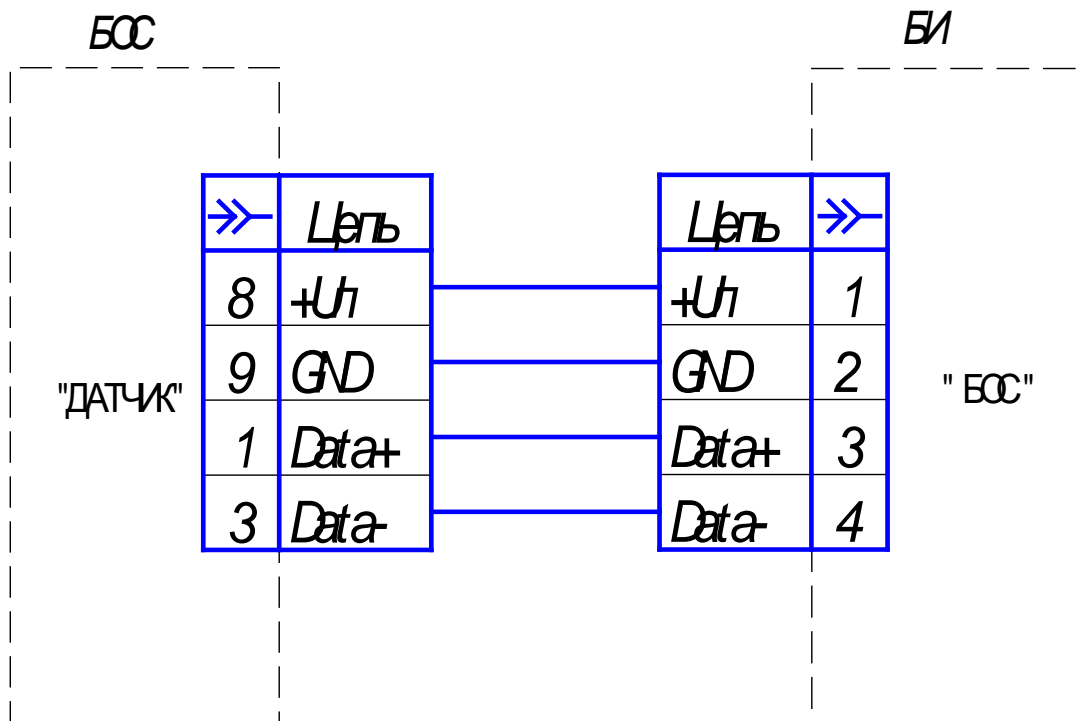 БОС
БИ
Цепь
Цепь
8 +Uп
+Uп 1
9 GND
GND 2
"ДАТЧИК"
" БОС"
1 Data+
Data+ 3
3 Data-
Data- 4